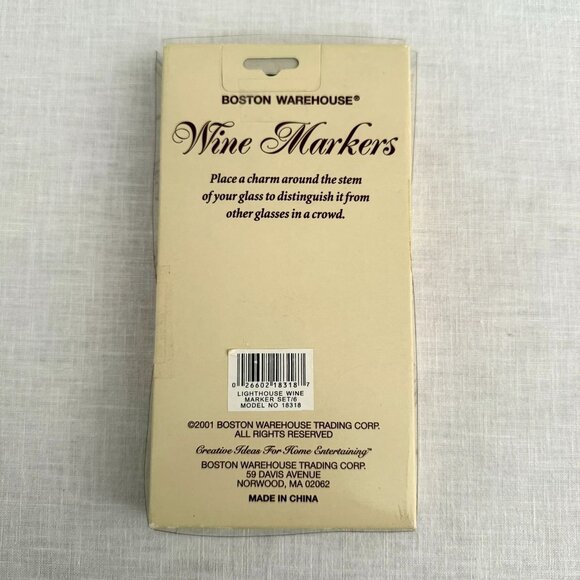 BOSTON WAREHOUSE®
Wine Markers
Place a charm around the stem
of your glass to distinguish it from
other glasses in a crowd.
0 26602 18318 7
LIGHTHOUSE WINE
MARKER SET/6
MODEL NO 18318
©2001 BOSTON WAREHOUSE TRADING CORP.
ALL RIGHTS RESERVED
Creative Ideas For Home Entertaining™
BOSTON WAREHOUSE TRADING CORP.
59 DAVIS AVENUE
NORWOOD, MA 02062
MADE IN CHINA